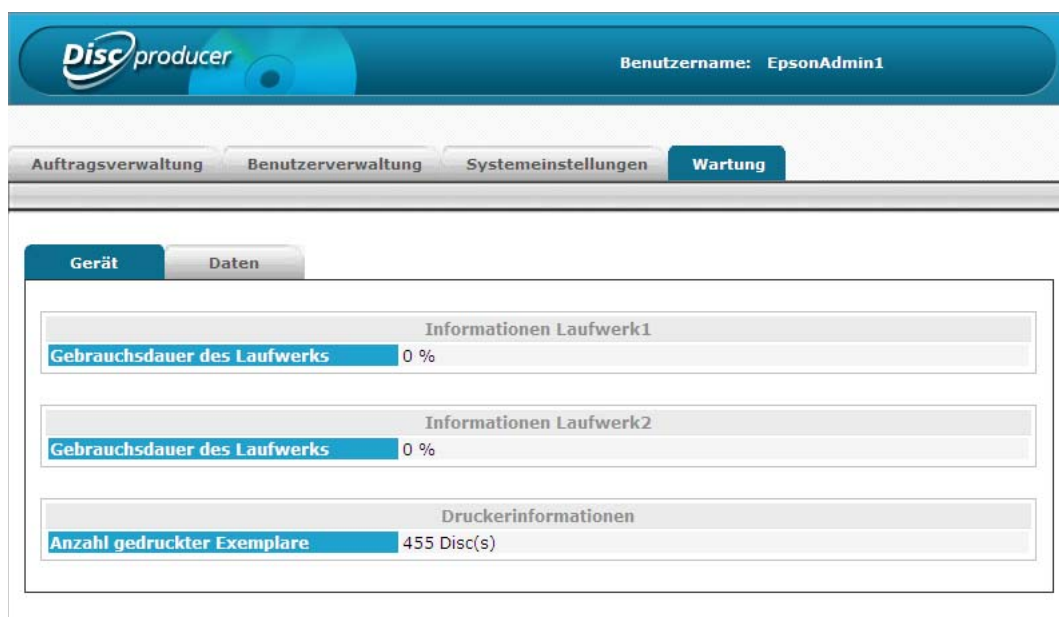 Disc producer
Benutzername: EpsonAdmin1
Auftragsverwaltung Benutzerverwaltung Systemeinstellungen Wartung
Gerät Daten
Informationen Laufwerk1
Gebrauchsdauer des Laufwerks 0 %
Informationen Laufwerk2
Gebrauchsdauer des Laufwerks 0 %
Druckerinformationen
Anzahl gedruckter Exemplare 455 Disc(s)